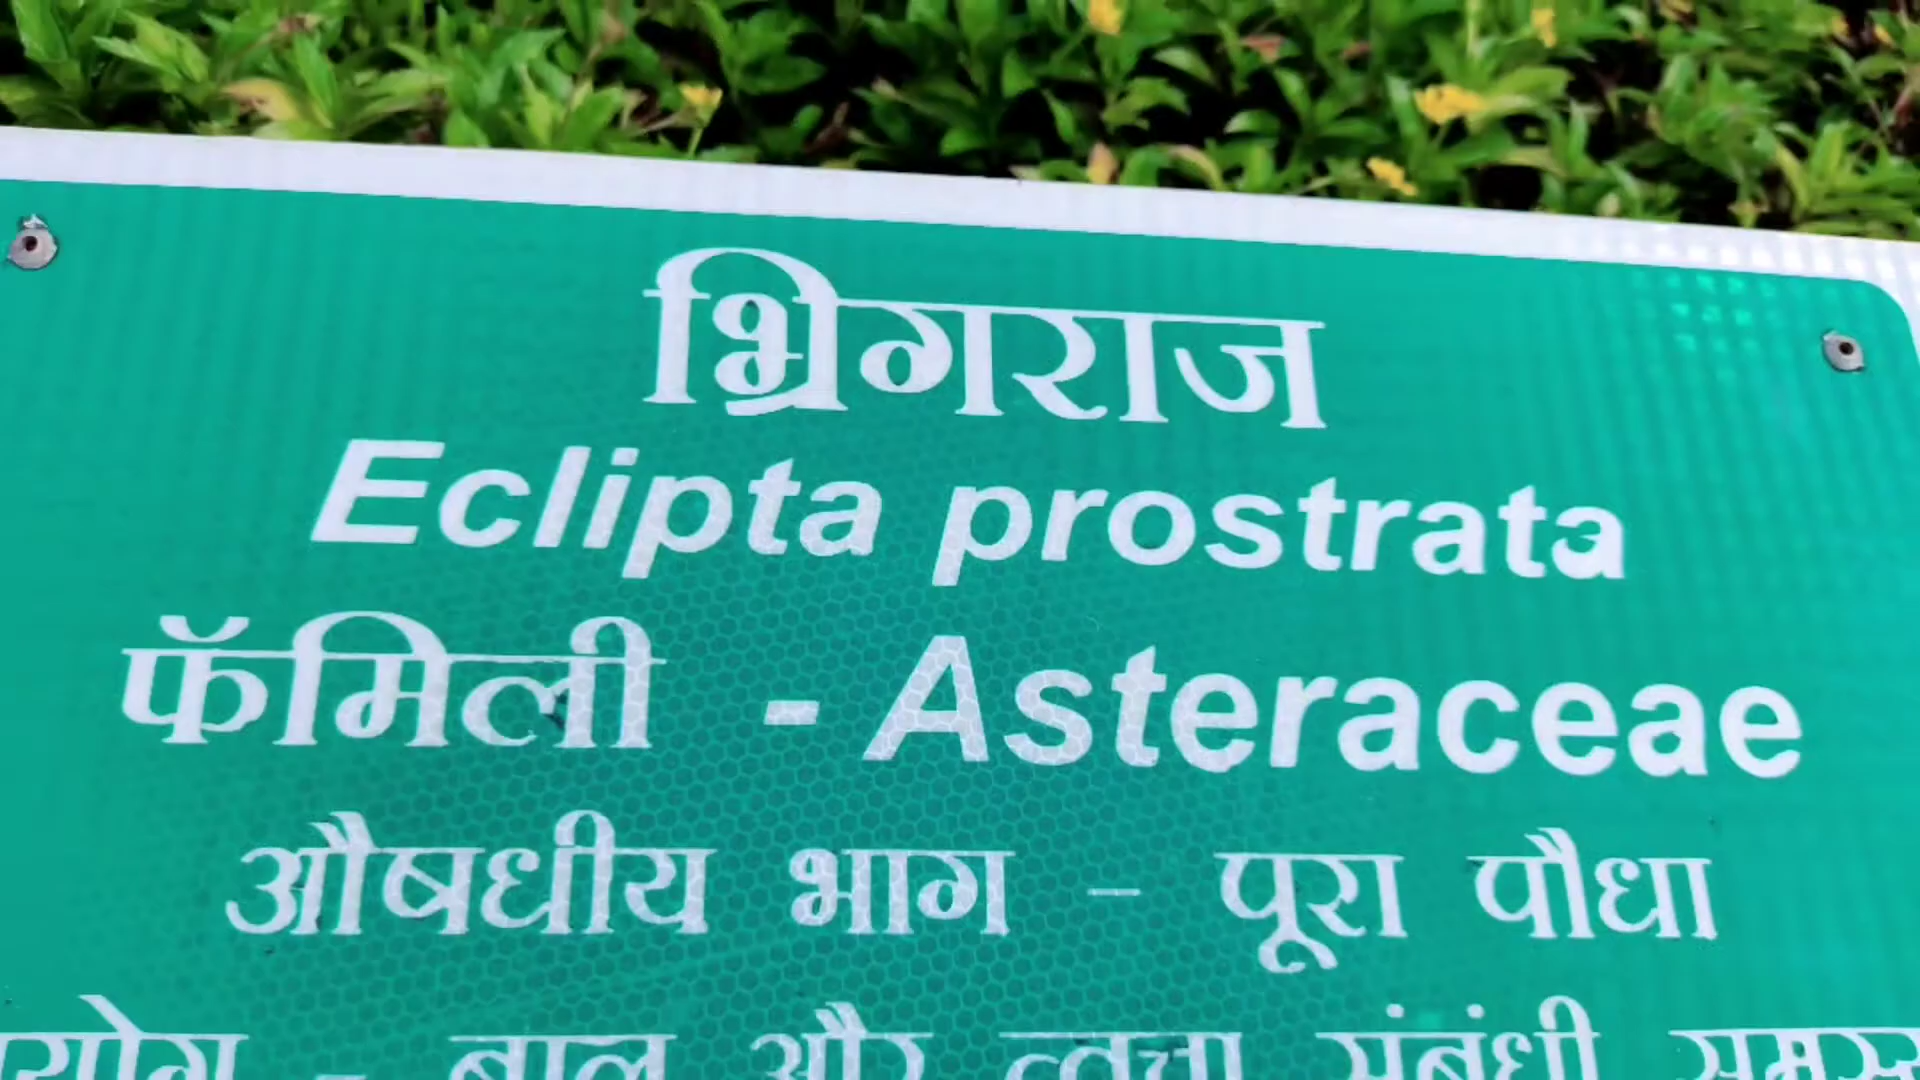 भ्रिगराज
Eclipta prostrata
फॅमिली - Asteraceae
औषधीय भाग – पूरा पौधा
- बाल और त्वचा संबंधी